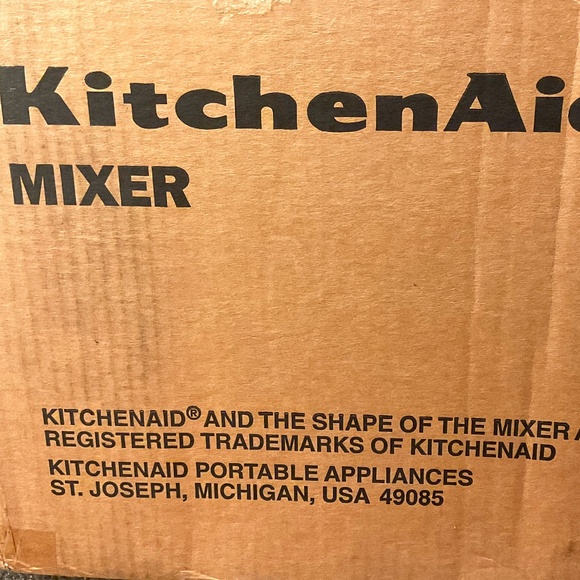 KitchenAi
MIXER
KITCHENAID® AND THE SHAPE OF THE MIXER
REGISTERED TRADEMARKS OF KITCHENAID
KITCHENAID PORTABLE APPLIANCES
ST. JOSEPH, MICHIGAN, USA 49085